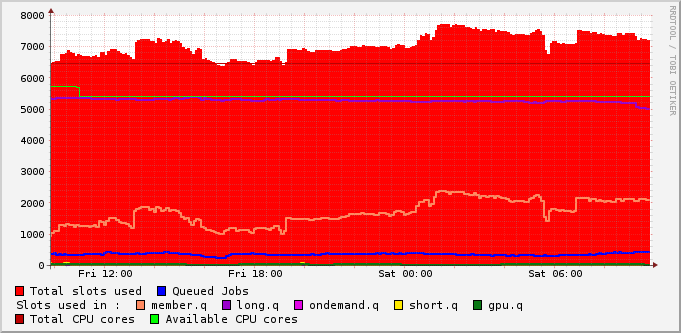 8000
7000
6000
5000
4000
3000
2000
1000
0
Fri 12:00 Fri 18:00 Sat 00:00 Sat 06:00
RRDTOOL / TOBI OETIKER
Total slots used Queued Jobs
Slots used in : member.q long.q ondemand.q short.q gpu.q
Total CPU cores Available CPU cores